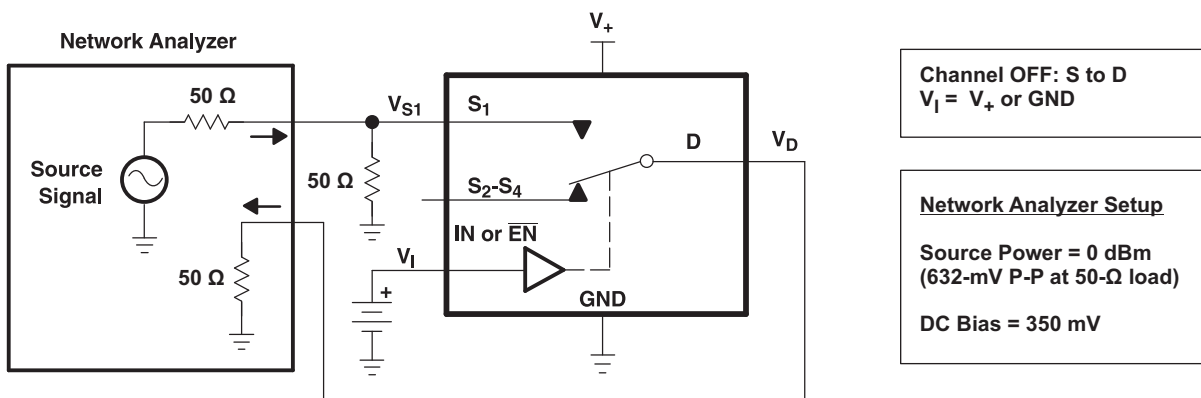 V+
Network Analyzer
50 Ω
VS1
S1
Source
Signal
50 Ω
D
VD
S2-S4
50 Ω
IN or E̅N̅
VI
+
GND
Channel OFF: S to D
VI = V+ or GND
Network Analyzer Setup
Source Power = 0 dBm
(632-mV P-P at 50-Ω load)
DC Bias = 350 mV